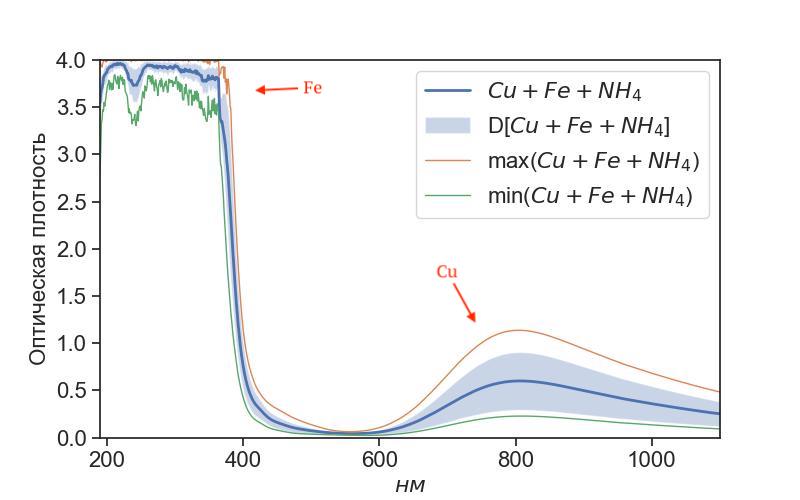 4.0
3.5
3.0
2.5
2.0
1.5
1.0
0.5
0.0
Оптическая плотность
Fe
Cu
Cu + Fe + NH₄
D[Cu + Fe + NH₄]
max(Cu + Fe + NH₄)
min(Cu + Fe + NH₄)
200 400 600 800 1000
нм